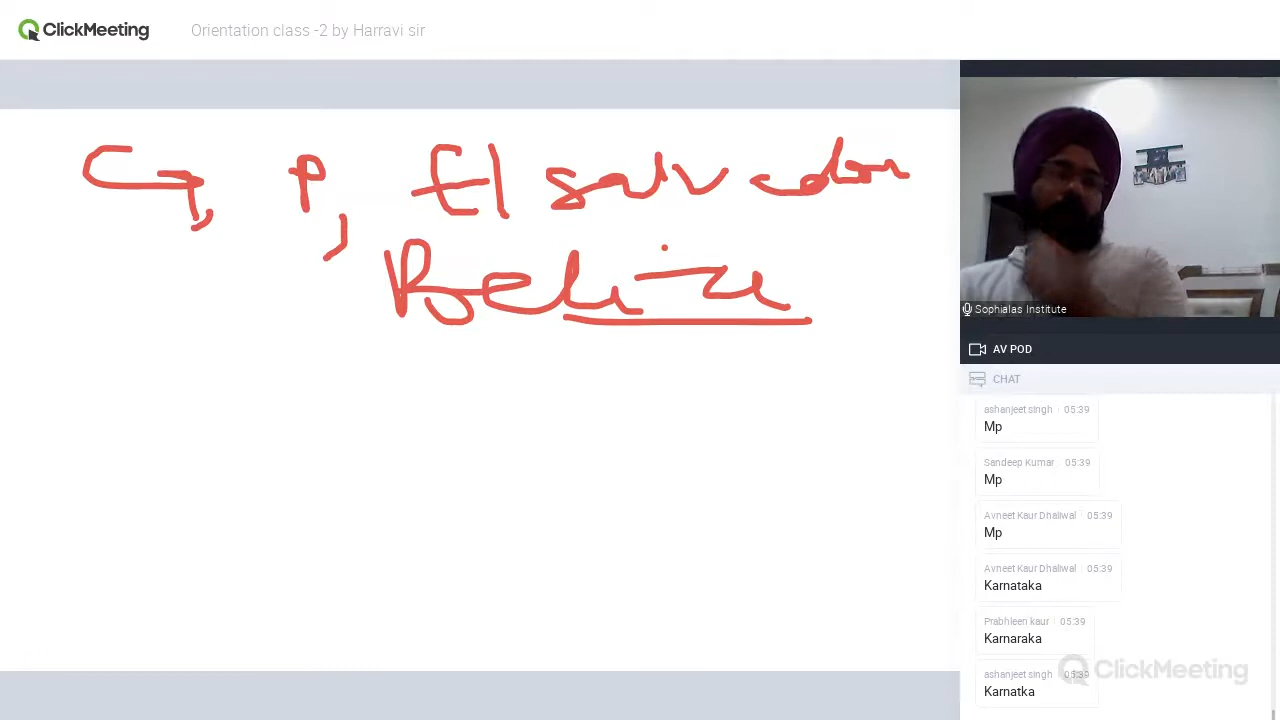 ClickMeeting Orientation class -2 by Harravi sir
G, P, El salvador
Belize
Sophialas Institute
AV POD
CHAT
ashanjeet singh 05:39
Mp
Sandeep Kumar 05:39
Mp
Avneet Kaur Dhaliwal 05:39
Mp
Avneet Kaur Dhaliwal 05:39
Karnataka
Prabhleen kaur 05:39
Karnaraka
ashanjeet singh 05:39
Karnatka
ClickMeeting